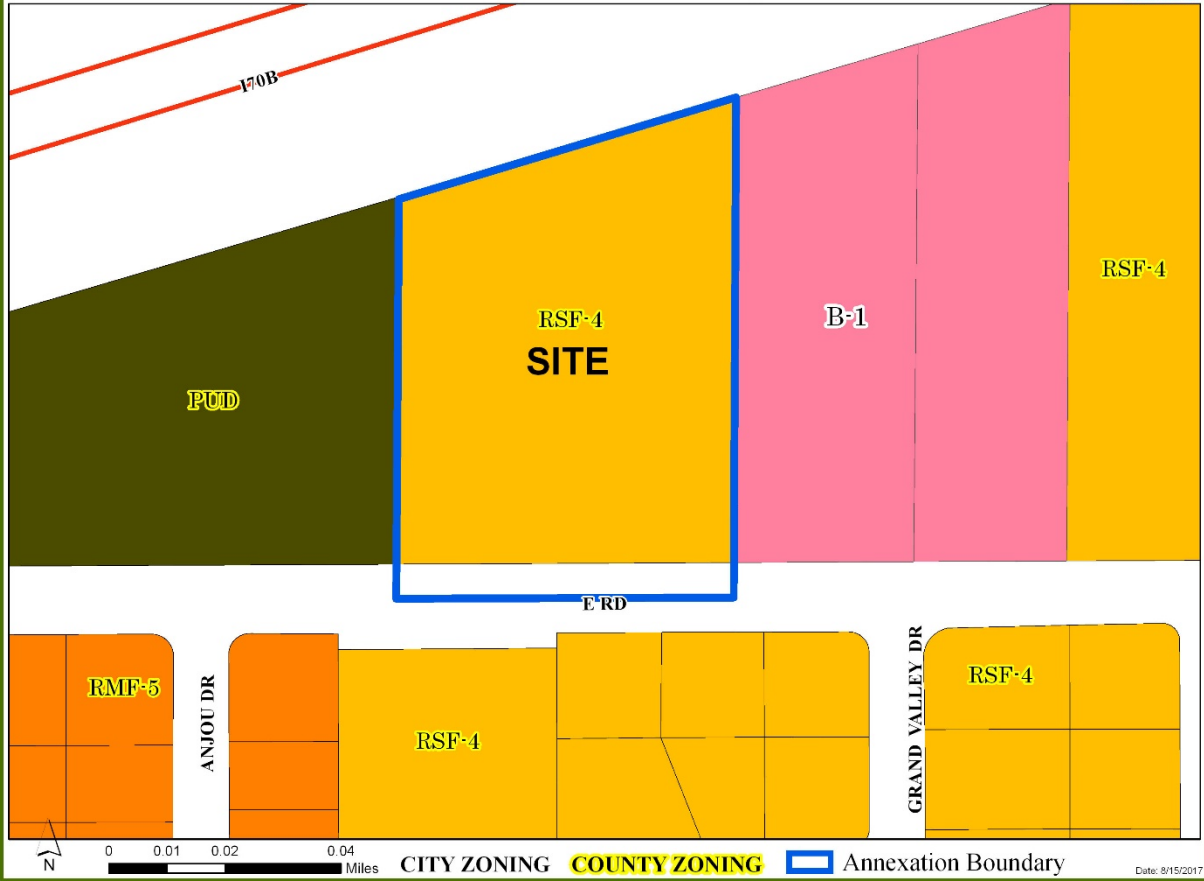 I70B
RSF-4
B-1
RSF-4
SITE
PUD
E RD
RMF-5
ANJOU DR
RSF-4
GRAND VALLEY DR
RSF-4
N
0 0.01 0.02 0.04
Miles
CITY ZONING COUNTY ZONING Annexation Boundary
Date: 8/15/2017